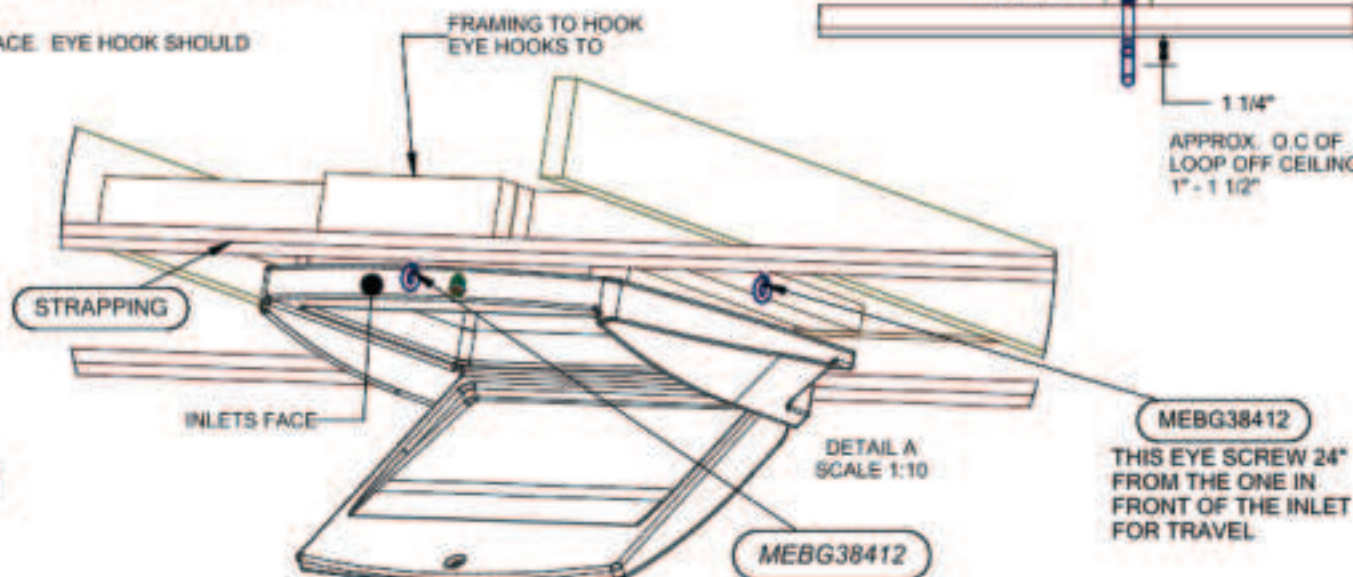 EYE HOOK SHOULD
FRAMING TO HOOK
EYE HOOKS TO
1 1/4"
APPROX. O.C OF
LOOP OFF CEILING
1" - 1 1/2"
STRAPPING
INLETS FACE
DETAIL A
SCALE 1:10
MEBG38412
THIS EYE SCREW 24"
FROM THE ONE IN
FRONT OF THE INLET
FOR TRAVEL
MEBG38412